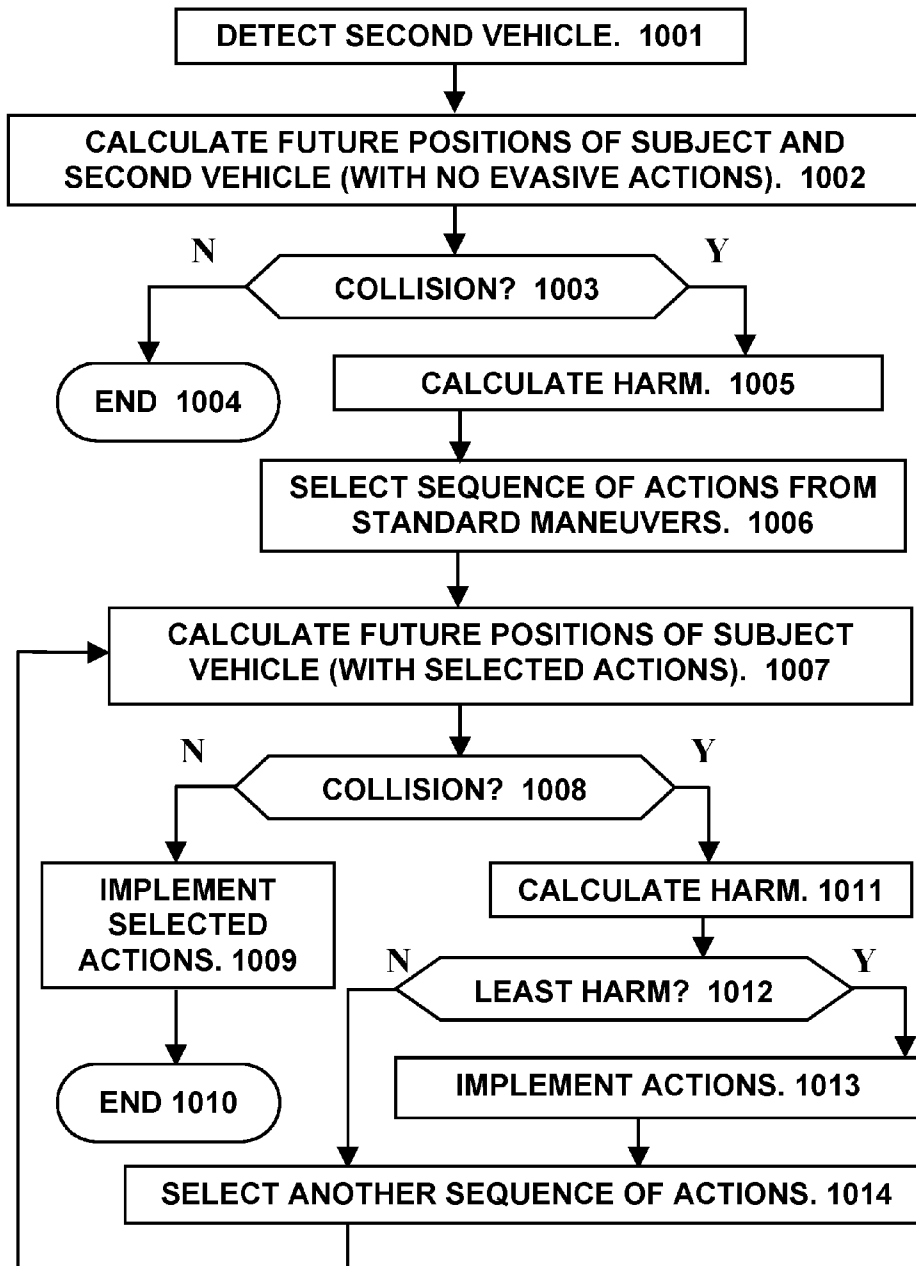 DETECT SECOND VEHICLE. 1001
CALCULATE FUTURE POSITIONS OF SUBJECT AND
SECOND VEHICLE (WITH NO EVASIVE ACTIONS). 1002
N
Y
COLLISION? 1003
CALCULATE HARM. 1005
END 1004
SELECT SEQUENCE OF ACTIONS FROM
STANDARD MANEUVERS. 1006
CALCULATE FUTURE POSITIONS OF SUBJECT
VEHICLE (WITH SELECTED ACTIONS). 1007
N
Y
COLLISION? 1008
IMPLEMENT
SELECTED
ACTIONS. 1009
CALCULATE HARM. 1011
N
Y
LEAST HARM? 1012
END 1010
IMPLEMENT ACTIONS. 1013
SELECT ANOTHER SEQUENCE OF ACTIONS. 1014